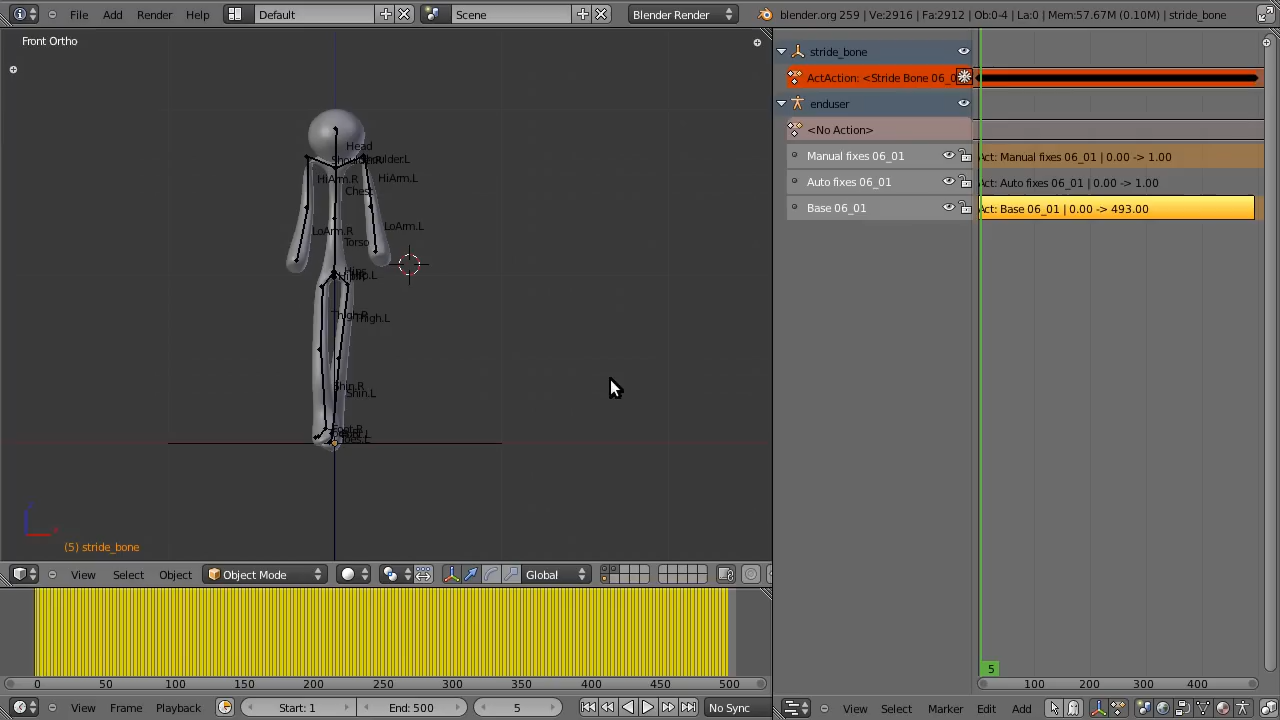 File Add Render Help Default Scene Blender Render blender.org 259 | Ve:2916 | Fa:2912 | Ob:0-4 | La:0 | Mem:57.67M (0.10M) | stride_bone
Front Ortho
stride_bone
ActAction: <Stride Bone 06_0
enduser
<No Action>
Manual fixes 06_01 Act: Manual fixes 06_01 | 0.00 -> 1.00
Auto fixes 06_01 Act: Auto fixes 06_01 | 0.00 -> 1.00
Base 06_01 Act: Base 06_01 | 0.00 -> 493.00
Head
Shoulder.L
HiArm.R HiArm.L
Chest
LoArm.R LoArm.L
Torso
Thigh.R Thigh.L
Shin.R
Shin.L
Foot.R
(5) stride_bone
View Select Object Object Mode Global
0 50 100 150 200 250 300 350 400 450 500
View Frame Playback Start: 1 End: 500 5 No Sync
5
100 200 300 400
View Select Marker Edit Add